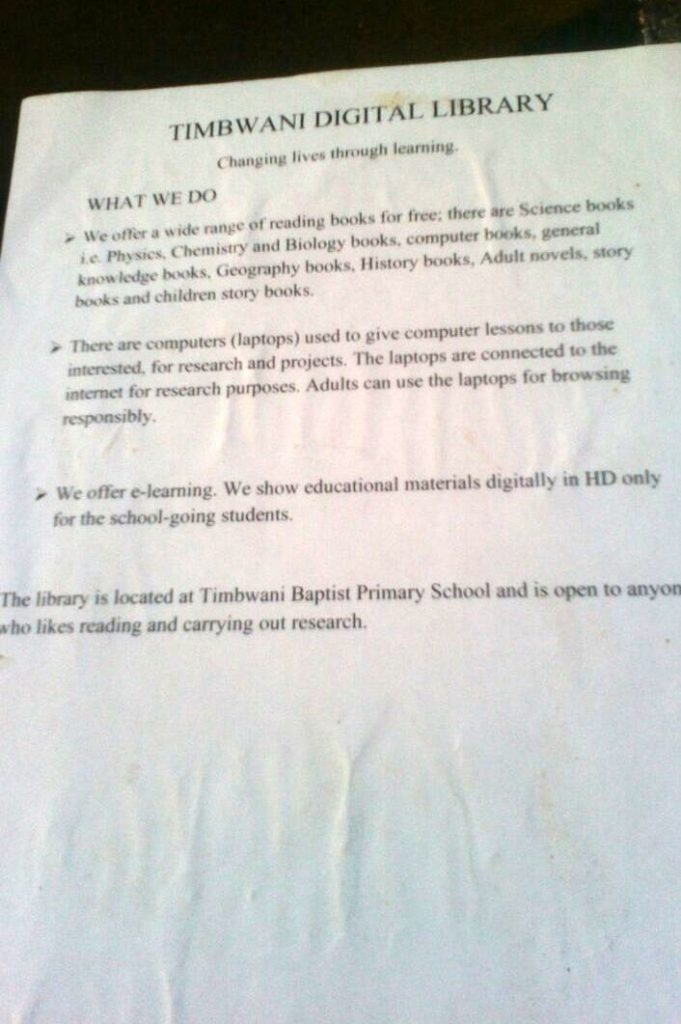 TIMBWANI DIGITAL LIBRARY
Changing lives through learning.
WHAT WE DO
➢ We offer a wide range of reading books for free; there are Science books
i.e. Physics, Chemistry and Biology books, computer books, general
knowledge books, Geography books, History books, Adult novels, story
books and children story books.
➢ There are computers (laptops) used to give computer lessons to those
interested, for research and projects. The laptops are connected to the
internet for research purposes. Adults can use the laptops for browsing
responsibly.
➢ We offer e-learning. We show educational materials digitally in HD only
for the school-going students.
The library is located at Timbwani Baptist Primary School and is open to anyon
who likes reading and carrying out research.